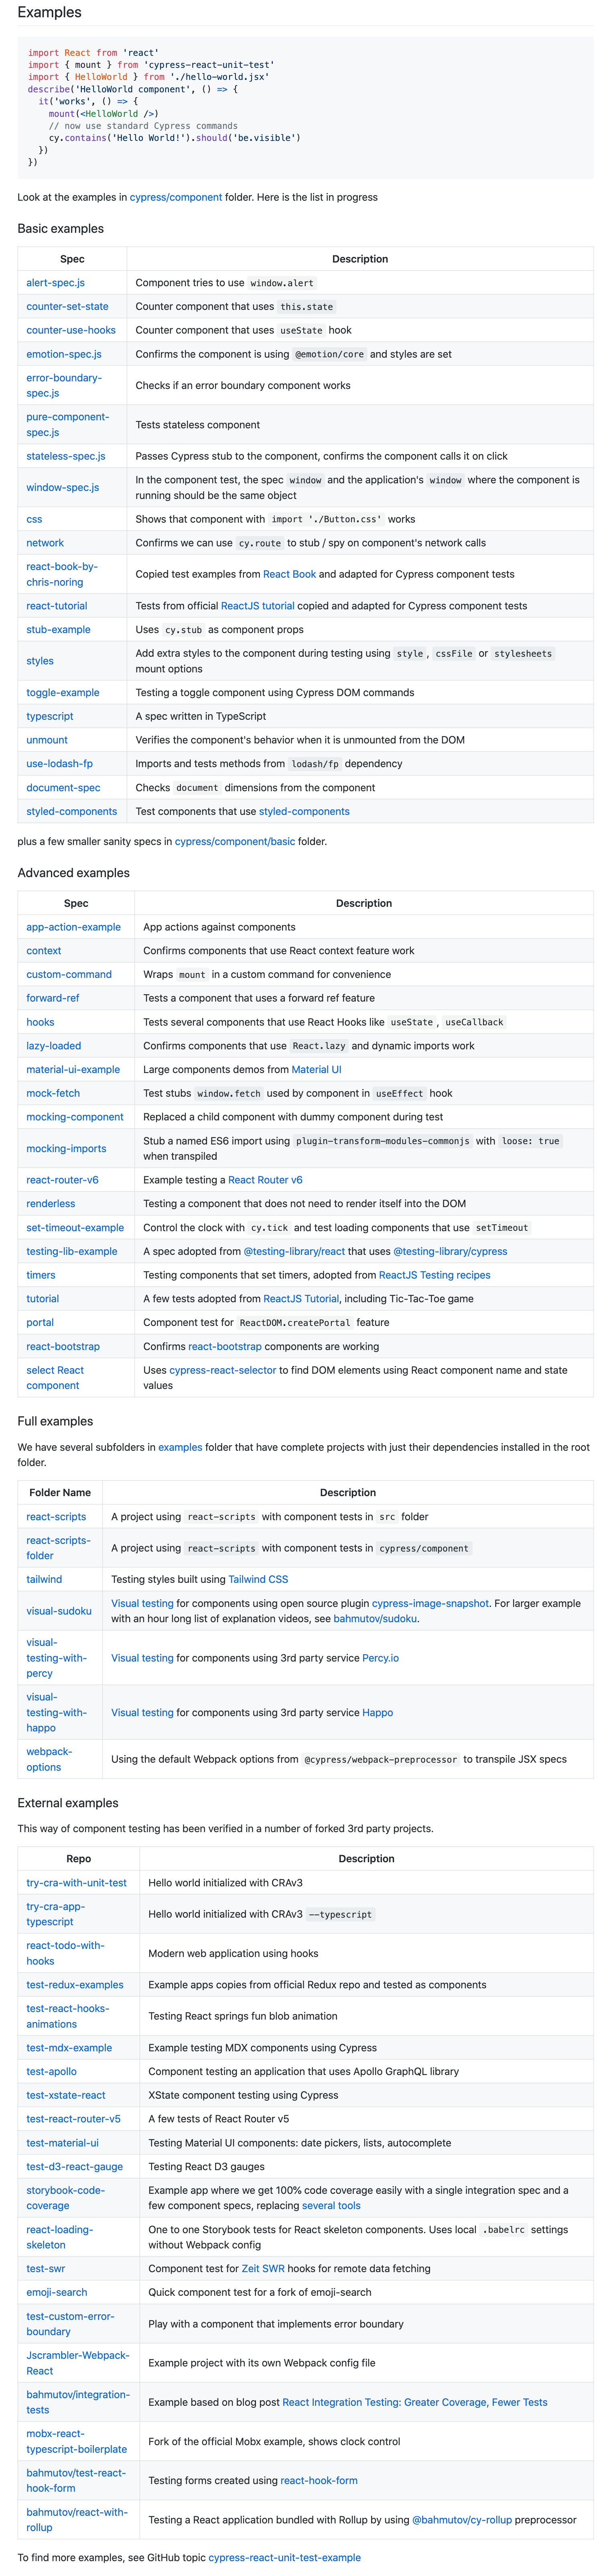 Examples
import React from 'react'
import { mount } from 'cypress-react-unit-test'
import { HelloWorld } from './hello-world.jsx'
describe('HelloWorld component', () => {
  it('works', () => {
    mount(<HelloWorld />)
    // now use standard Cypress commands
    cy.contains('Hello World!').should('be.visible')
  })
})
Look at the examples in cypress/component folder. Here is the list in progress
Basic examples
Spec Description
alert-spec.js Component tries to use window.alert
counter-set-state Counter component that uses this.state
counter-use-hooks Counter component that uses useState hook
emotion-spec.js Confirms the component is using @emotion/core and styles are set
error-boundary-
spec.js Checks if an error boundary component works
pure-component-
spec.js Tests stateless component
stateless-spec.js Passes Cypress stub to the component, confirms the component calls it on click
window-spec.js In the component test, the spec window and the application's window where the component is
running should be the same object
css Shows that component with import './Button.css' works
network Confirms we can use cy.route to stub / spy on component's network calls
react-book-by-
chris-noring Copied test examples from React Book and adapted for Cypress component tests
react-tutorial Tests from official ReactJS tutorial copied and adapted for Cypress component tests
stub-example Uses cy.stub as component props
styles Add extra styles to the component during testing using style , cssFile or stylesheets
mount options
toggle-example Testing a toggle component using Cypress DOM commands
typescript A spec written in TypeScript
unmount Verifies the component's behavior when it is unmounted from the DOM
use-lodash-fp Imports and tests methods from lodash/fp dependency
document-spec Checks document dimensions from the component
styled-components Test components that use styled-components
plus a few smaller sanity specs in cypress/component/basic folder.
Advanced examples
Spec Description
app-action-example App actions against components
context Confirms components that use React context feature work
custom-command Wraps mount in a custom command for convenience
forward-ref Tests a component that uses a forward ref feature
hooks Tests several components that use React Hooks like useState , useCallback
lazy-loaded Confirms components that use React.lazy and dynamic imports work
material-ui-example Large components demos from Material UI
mock-fetch Test stubs window.fetch used by component in useEffect hook
mocking-component Replaced a child component with dummy component during test
mocking-imports Stub a named ES6 import using plugin-transform-modules-commonjs with loose: true
when transpiled
react-router-v6 Example testing a React Router v6
renderless Testing a component that does not need to render itself into the DOM
set-timeout-example Control the clock with cy.tick and test loading components that use setTimeout
testing-lib-example A spec adopted from @testing-library/react that uses @testing-library/cypress
timers Testing components that set timers, adopted from ReactJS Testing recipes
tutorial A few tests adopted from ReactJS Tutorial, including Tic-Tac-Toe game
portal Component test for ReactDOM.createPortal feature
react-bootstrap Confirms react-bootstrap components are working
select React
component Uses cypress-react-selector to find DOM elements using React component name and state
values
Full examples
We have several subfolders in examples folder that have complete projects with just their dependencies installed in the root
folder.
Folder Name Description
react-scripts A project using react-scripts with component tests in src folder
react-scripts-
folder A project using react-scripts with component tests in cypress/component
tailwind Testing styles built using Tailwind CSS
visual-sudoku Visual testing for components using open source plugin cypress-image-snapshot. For larger example
with an hour long list of explanation videos, see bahmutov/sudoku.
visual-
testing-with-
percy Visual testing for components using 3rd party service Percy.io
visual-
testing-with-
happo Visual testing for components using 3rd party service Happo
webpack-
options Using the default Webpack options from @cypress/webpack-preprocessor to transpile JSX specs
External examples
This way of component testing has been verified in a number of forked 3rd party projects.
Repo Description
try-cra-with-unit-test Hello world initialized with CRAv3
try-cra-app-
typescript Hello world initialized with CRAv3 --typescript
react-todo-with-
hooks Modern web application using hooks
test-redux-examples Example apps copies from official Redux repo and tested as components
test-react-hooks-
animations Testing React springs fun blob animation
test-mdx-example Example testing MDX components using Cypress
test-apollo Component testing an application that uses Apollo GraphQL library
test-xstate-react XState component testing using Cypress
test-react-router-v5 A few tests of React Router v5
test-material-ui Testing Material UI components: date pickers, lists, autocomplete
test-d3-react-gauge Testing React D3 gauges
storybook-code-
coverage Example app where we get 100% code coverage easily with a single integration spec and a
few component specs, replacing several tools
react-loading-
skeleton One to one Storybook tests for React skeleton components. Uses local .babelrc settings
without Webpack config
test-swr Component test for Zeit SWR hooks for remote data fetching
emoji-search Quick component test for a fork of emoji-search
test-custom-error-
boundary Play with a component that implements error boundary
Jscrambler-Webpack-
React Example project with its own Webpack config file
bahmutov/integration-
tests Example based on blog post React Integration Testing: Greater Coverage, Fewer Tests
mobx-react-
typescript-boilerplate Fork of the official Mobx example, shows clock control
bahmutov/test-react-
hook-form Testing forms created using react-hook-form
bahmutov/react-with-
rollup Testing a React application bundled with Rollup by using @bahmutov/cy-rollup preprocessor
To find more examples, see GitHub topic cypress-react-unit-test-example